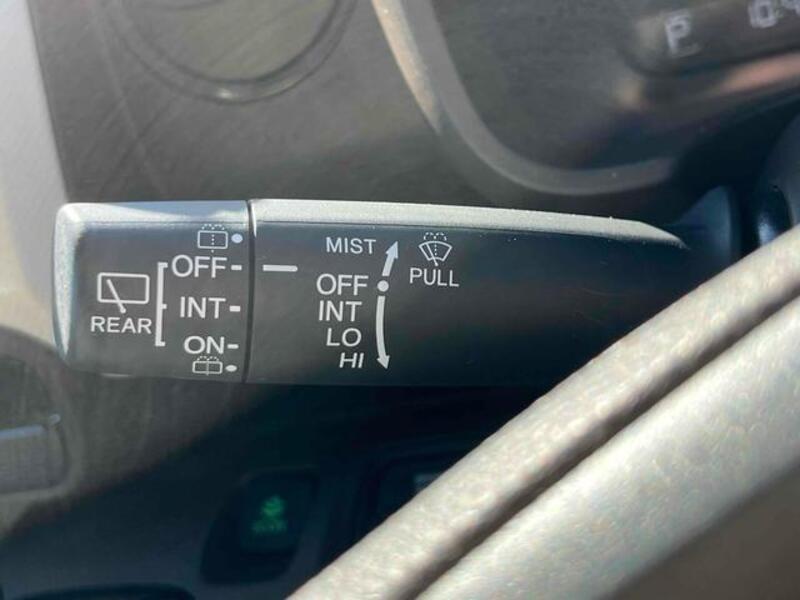 P
MIST
PULL
OFF
INT
LO
HI
OFF
INT
ON
REAR